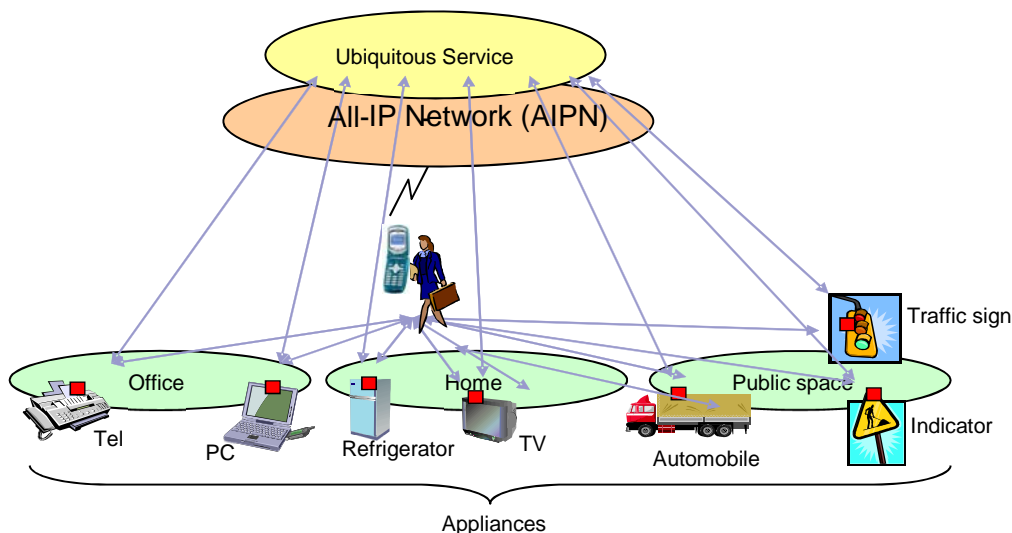 Ubiquitous Service
All-IP Network (AIPN)
Traffic sign
Office
Home
Public space
Tel
PC
Refrigerator
TV
Automobile
Indicator
Appliances